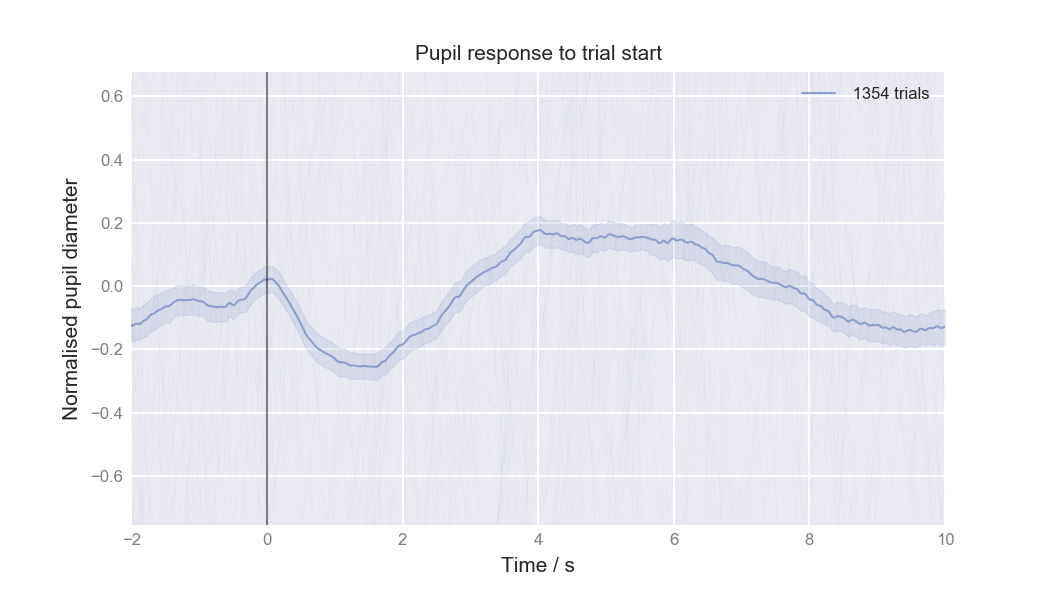 Pupil response to trial start
1354 trials
Normalised pupil diameter
0.6
0.4
0.2
0.0
−0.2
−0.4
−0.6
−2 0 2 4 6 8 10
Time / s